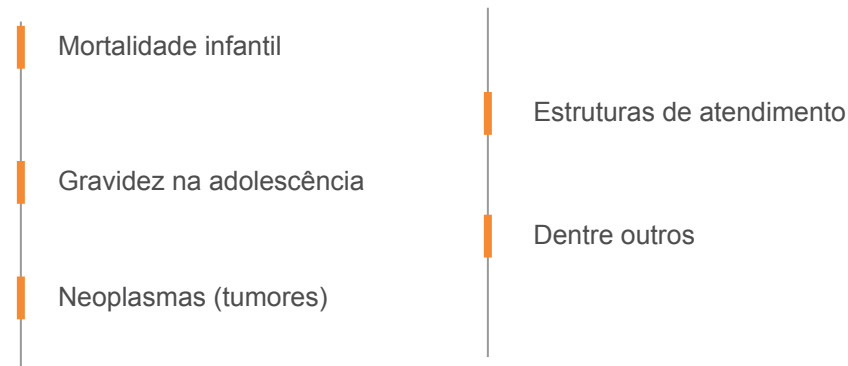 Mortalidade infantil
Gravidez na adolescência
Neoplasmas (tumores)
Estruturas de atendimento
Dentre outros